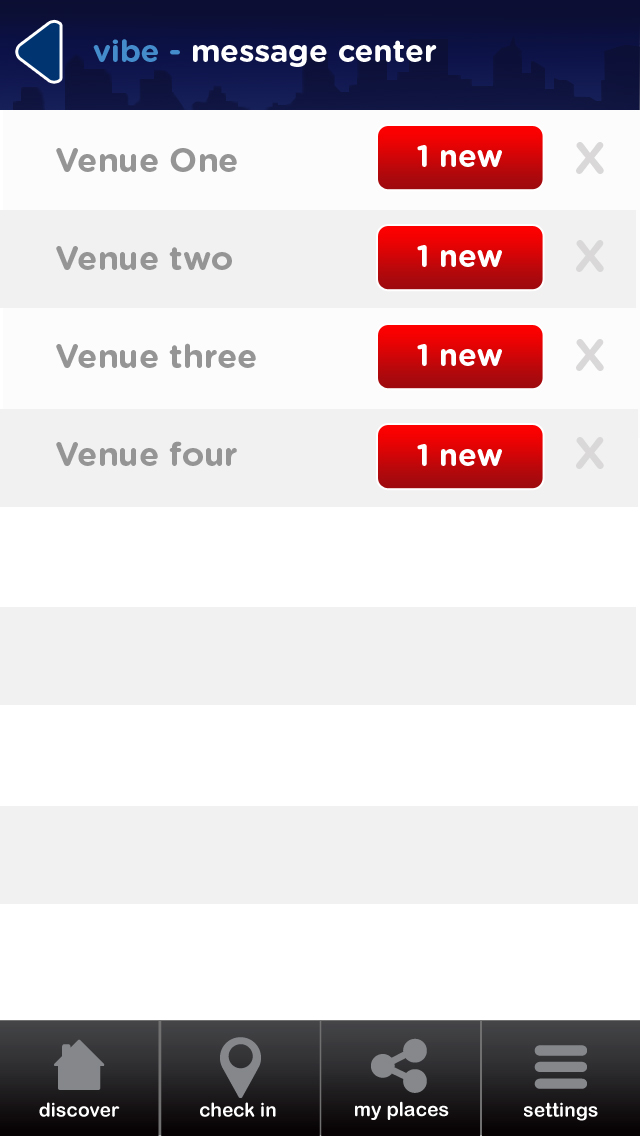 vibe - message center
Venue One 1 new X
Venue two 1 new X
Venue three 1 new X
Venue four 1 new X
discover check in my places settings